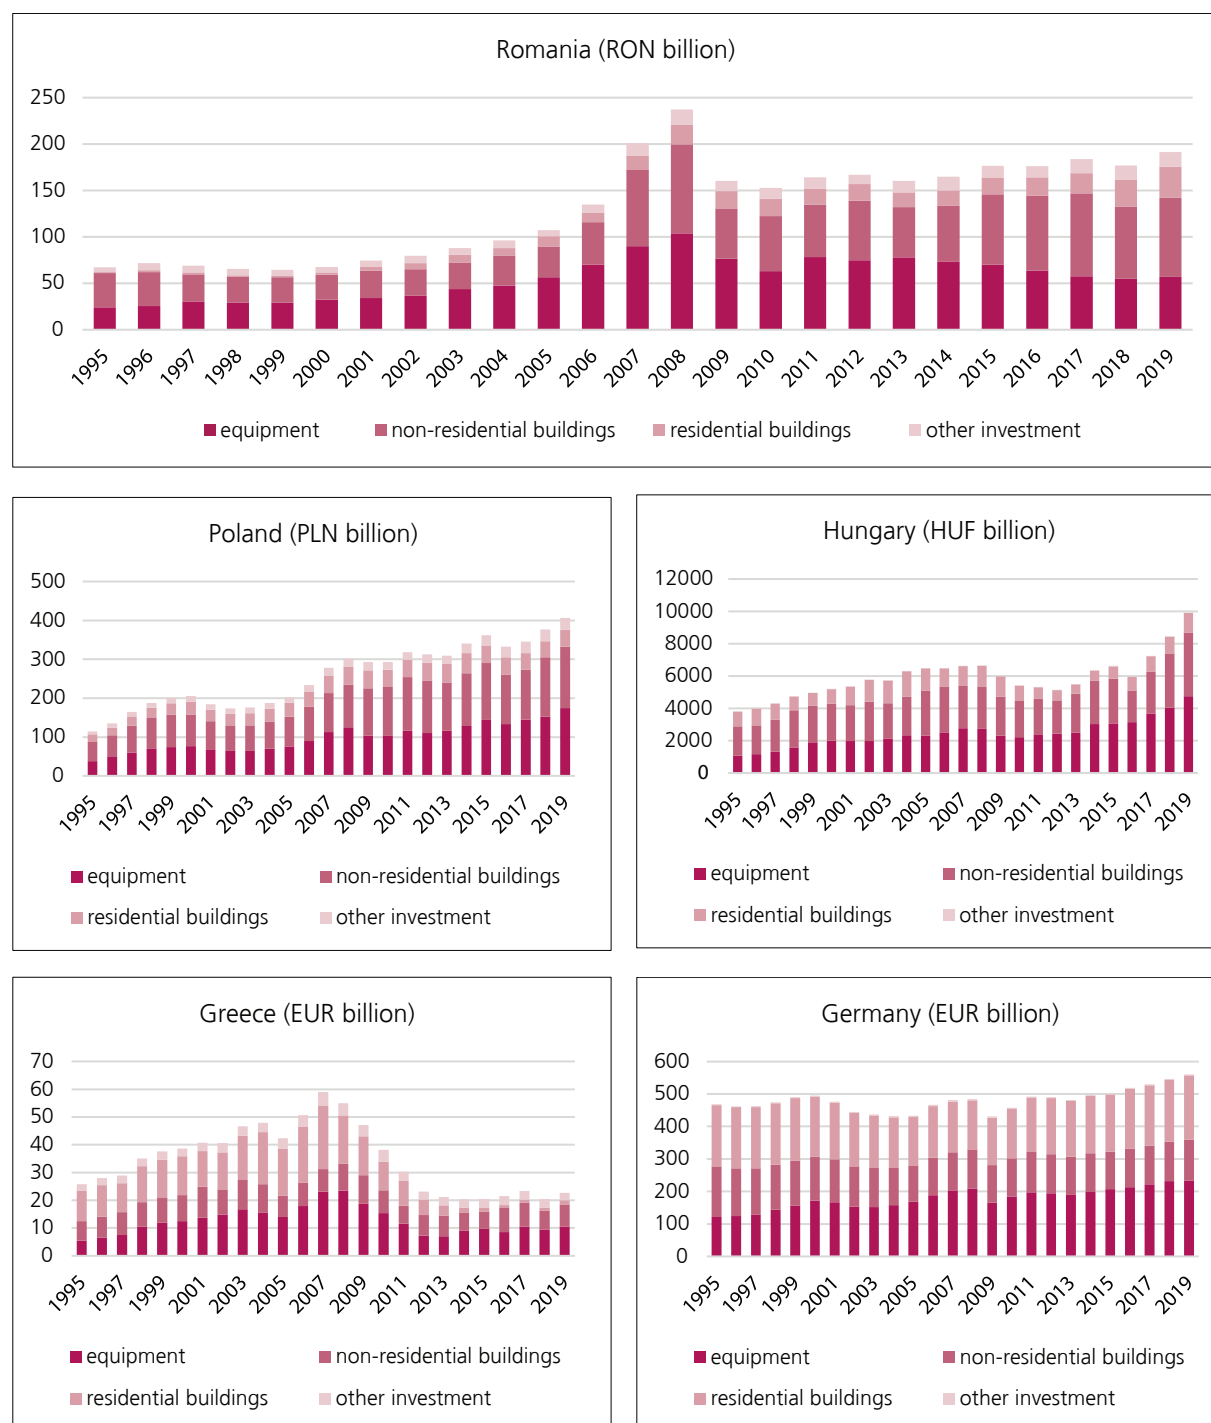 Romania (RON billion)
250
200
150
100
50
0
1995 1996 1997 1998 1999 2000 2001 2002 2003 2004 2005 2006 2007 2008 2009 2010 2011 2012 2013 2014 2015 2016 2017 2018 2019
equipment non-residential buildings residential buildings other investment
Poland (PLN billion)
500
400
300
200
100
0
1995 1997 1999 2001 2003 2005 2007 2009 2011 2013 2015 2017 2019
equipment non-residential buildings
residential buildings other investment
Hungary (HUF billion)
12000
10000
8000
6000
4000
2000
0
1995 1997 1999 2001 2003 2005 2007 2009 2011 2013 2015 2017 2019
equipment non-residential buildings
residential buildings other investment
Greece (EUR billion)
70
60
50
40
30
20
10
0
1995 1997 1999 2001 2003 2005 2007 2009 2011 2013 2015 2017 2019
equipment non-residential buildings
residential buildings other investment
Germany (EUR billion)
600
500
400
300
200
100
0
1995 1997 1999 2001 2003 2005 2007 2009 2011 2013 2015 2017 2019
equipment non-residential buildings
residential buildings other investment